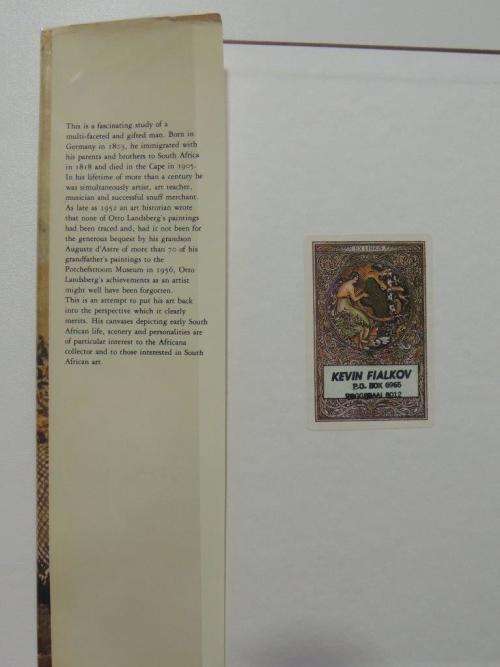 This is a fascinating study of a
multi-faceted and gifted man. Born in
Germany in 1803, he immigrated with
his parents and brothers to South Africa
in 1818 and died in the Cape in 1905.
In his lifetime of more than a century he
was simultaneously artist, art teacher,
musician and successful snuff merchant.
As late as 1952 an art historian wrote
that none of Otto Landsberg's paintings
had been traced and, had it not been for
the generous bequest by his grandson
Auguste d'Astre of more than 70 of his
grandfather's paintings to the
Potchefstroom Museum in 1956, Otto
Landsberg's achievements as an artist
might well have been forgotten.
This is an attempt to put his art back
into the perspective which it clearly
merits. His canvases depicting early South
African life, scenery and personalities are
of particular interest to the Africana
collector and to those interested in South
African art.
EX LIBRIS
KEVIN FIALKOV
P.O. BOX 6965
ROGGEBAAI 8012